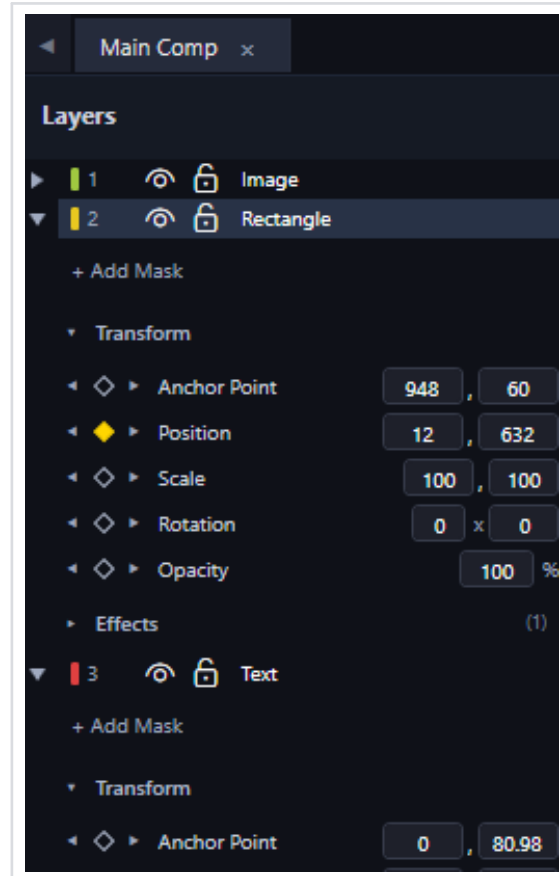 Main Comp ×
Layers
1 Image
2 Rectangle
+ Add Mask
Transform
Anchor Point 948 , 60
Position 12 , 632
Scale 100 , 100
Rotation 0 x 0
Opacity 100 %
Effects (1)
3 Text
+ Add Mask
Transform
Anchor Point 0 , 80.98